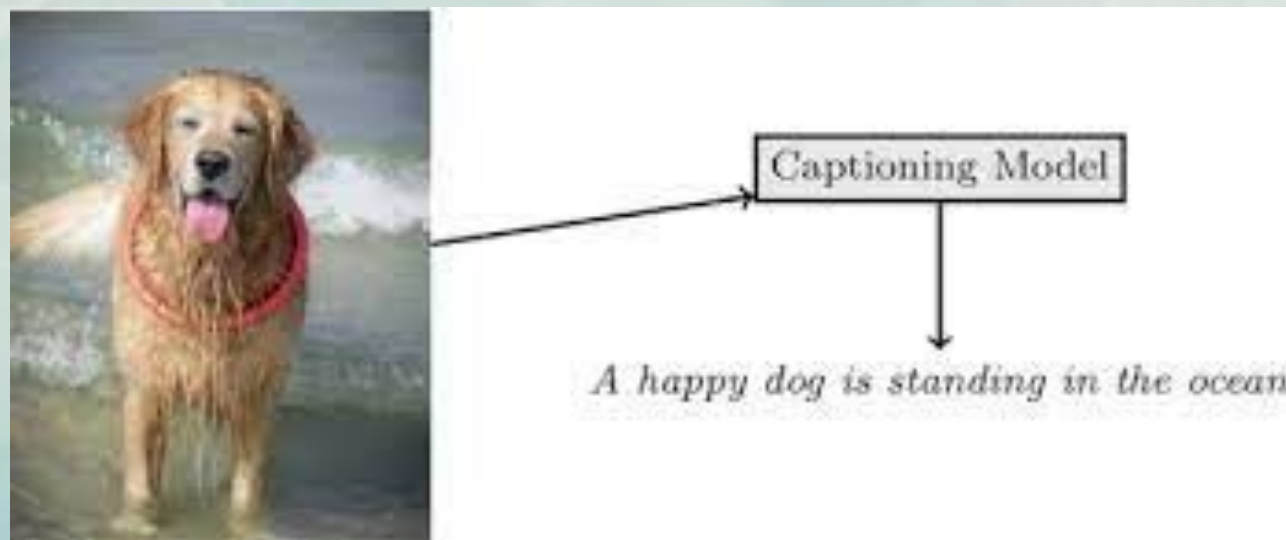 Captioning Model
A happy dog is standing in the ocean